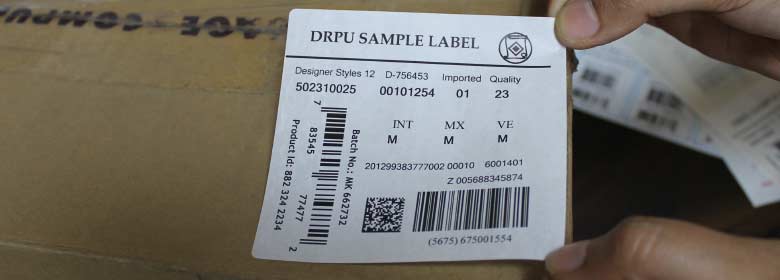 DRPU SAMPLE LABEL
Designer Styles 12 D-756453 Imported Quality
502310025 00101254 01 23
INT MX VE
M M M
201299383777002 00010 6001401
Z 005688345874
(5675) 675001554
7 83545 77477 2
Batch No.: MK 662732
Product Id: 882 324 2234